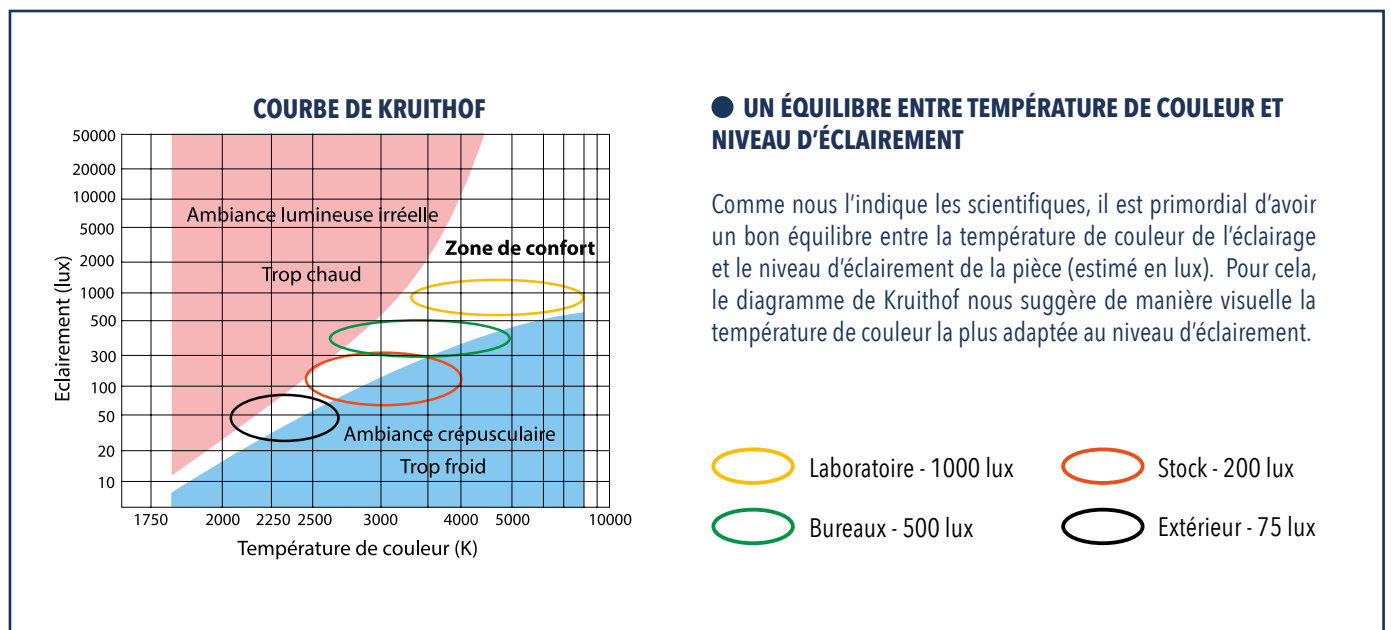 COURBE DE KRUITHOF
50000
20000
10000
5000
2000
1000
500
300
100
50
20
10
Eclairement (lux)
Ambiance lumineuse irréelle
Trop chaud
Zone de confort
Ambiance crépusculaire
Trop froid
1750 2000 2250 2500 3000 4000 5000 10000
Température de couleur (K)
UN ÉQUILIBRE ENTRE TEMPÉRATURE DE COULEUR ET
NIVEAU D'ÉCLAIREMENT
Comme nous l'indique les scientifiques, il est primordial d'avoir
un bon équilibre entre la température de couleur de l'éclairage
et le niveau d'éclairement de la pièce (estimé en lux). Pour cela,
le diagramme de Kruithof nous suggère de manière visuelle la
température de couleur la plus adaptée au niveau d'éclairement.
Laboratoire - 1000 lux
Stock - 200 lux
Bureaux - 500 lux
Extérieur - 75 lux